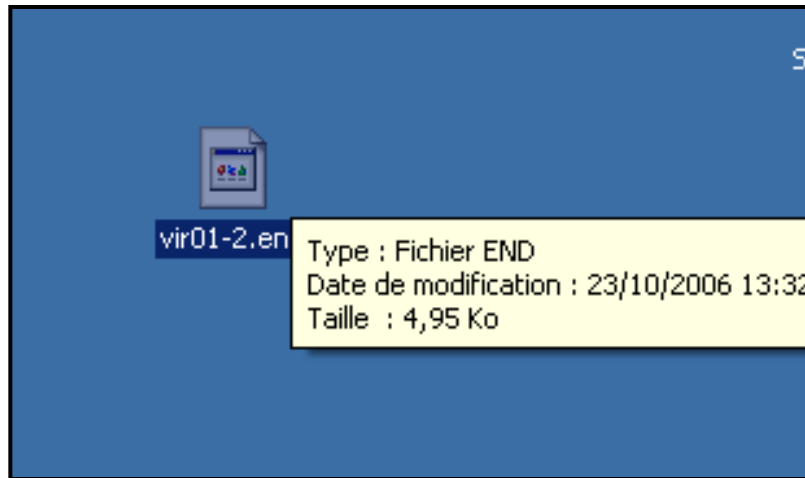 S
vir01-2.en
Type : Fichier END
Date de modification : 23/10/2006 13:32
Taille : 4,95 Ko